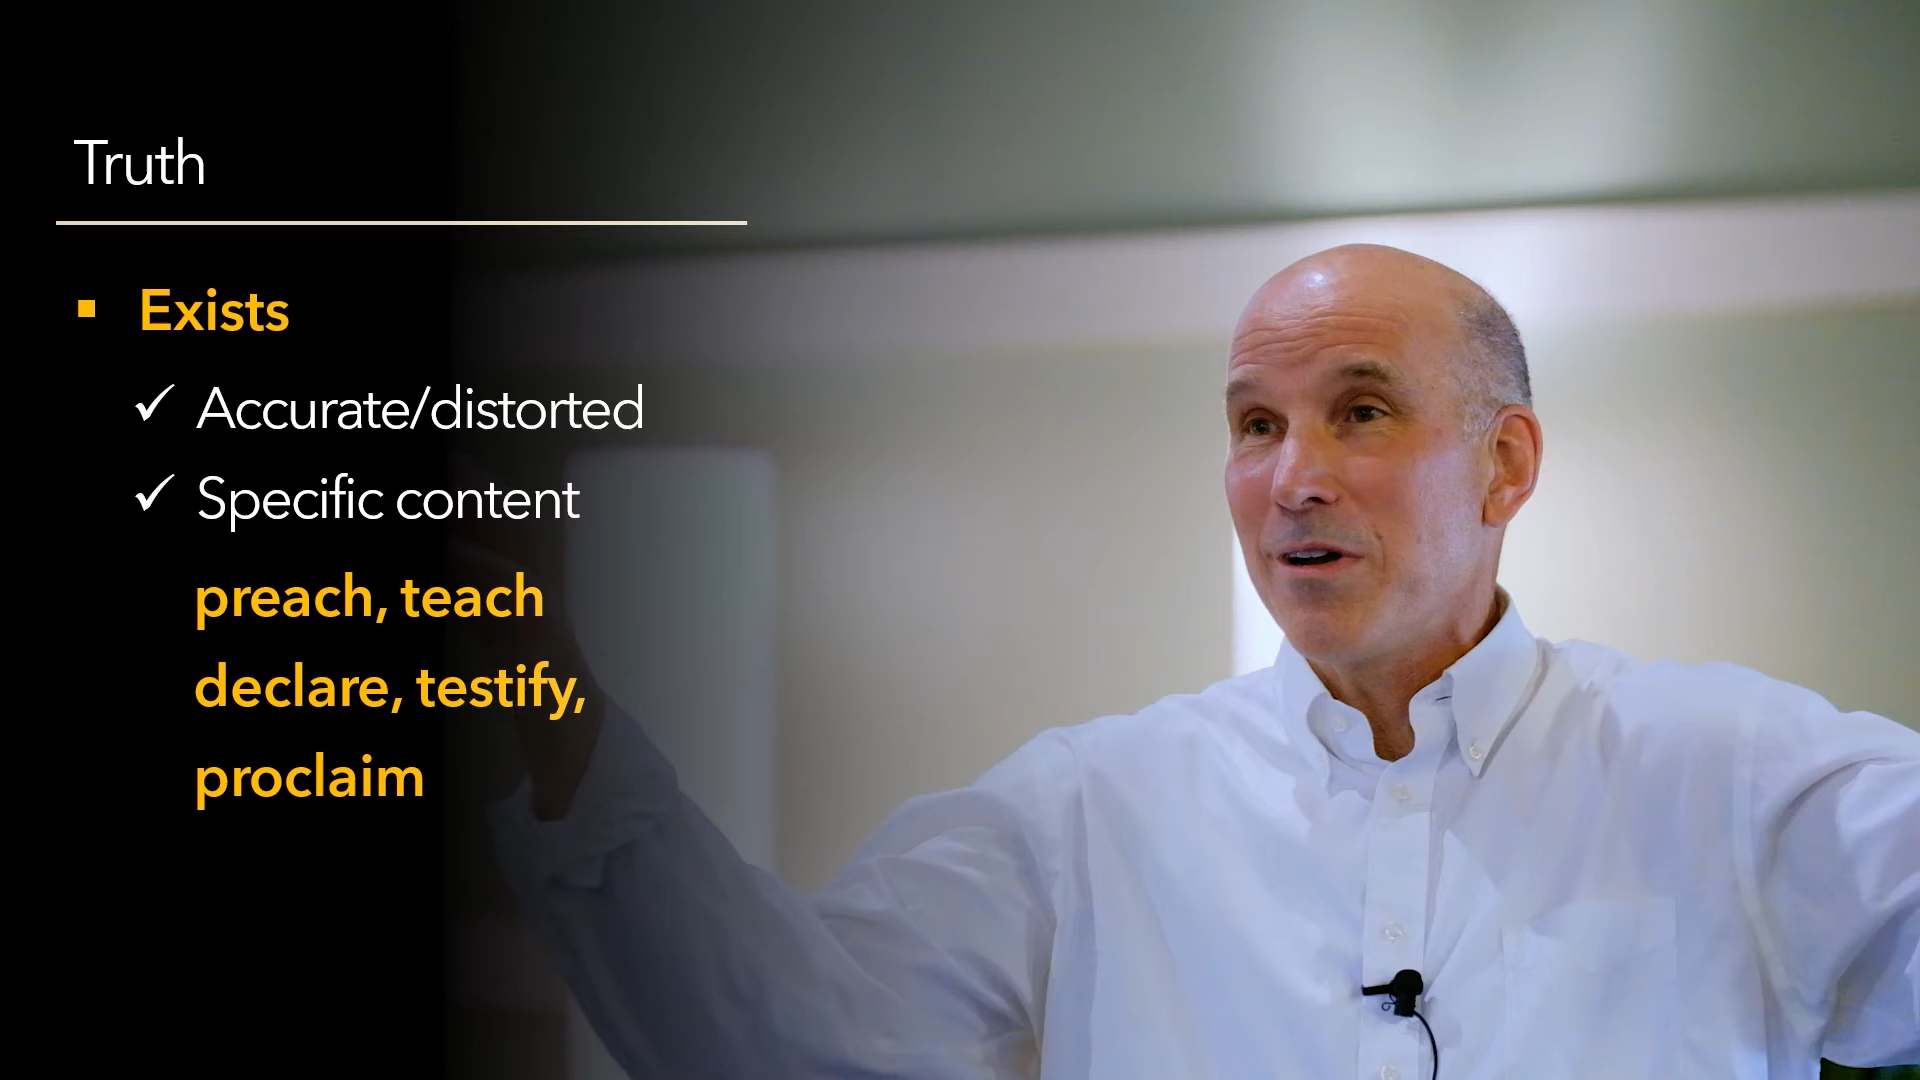 Truth
Exists
Accurate/distorted
Specific content
preach, teach
declare, testify,
proclaim